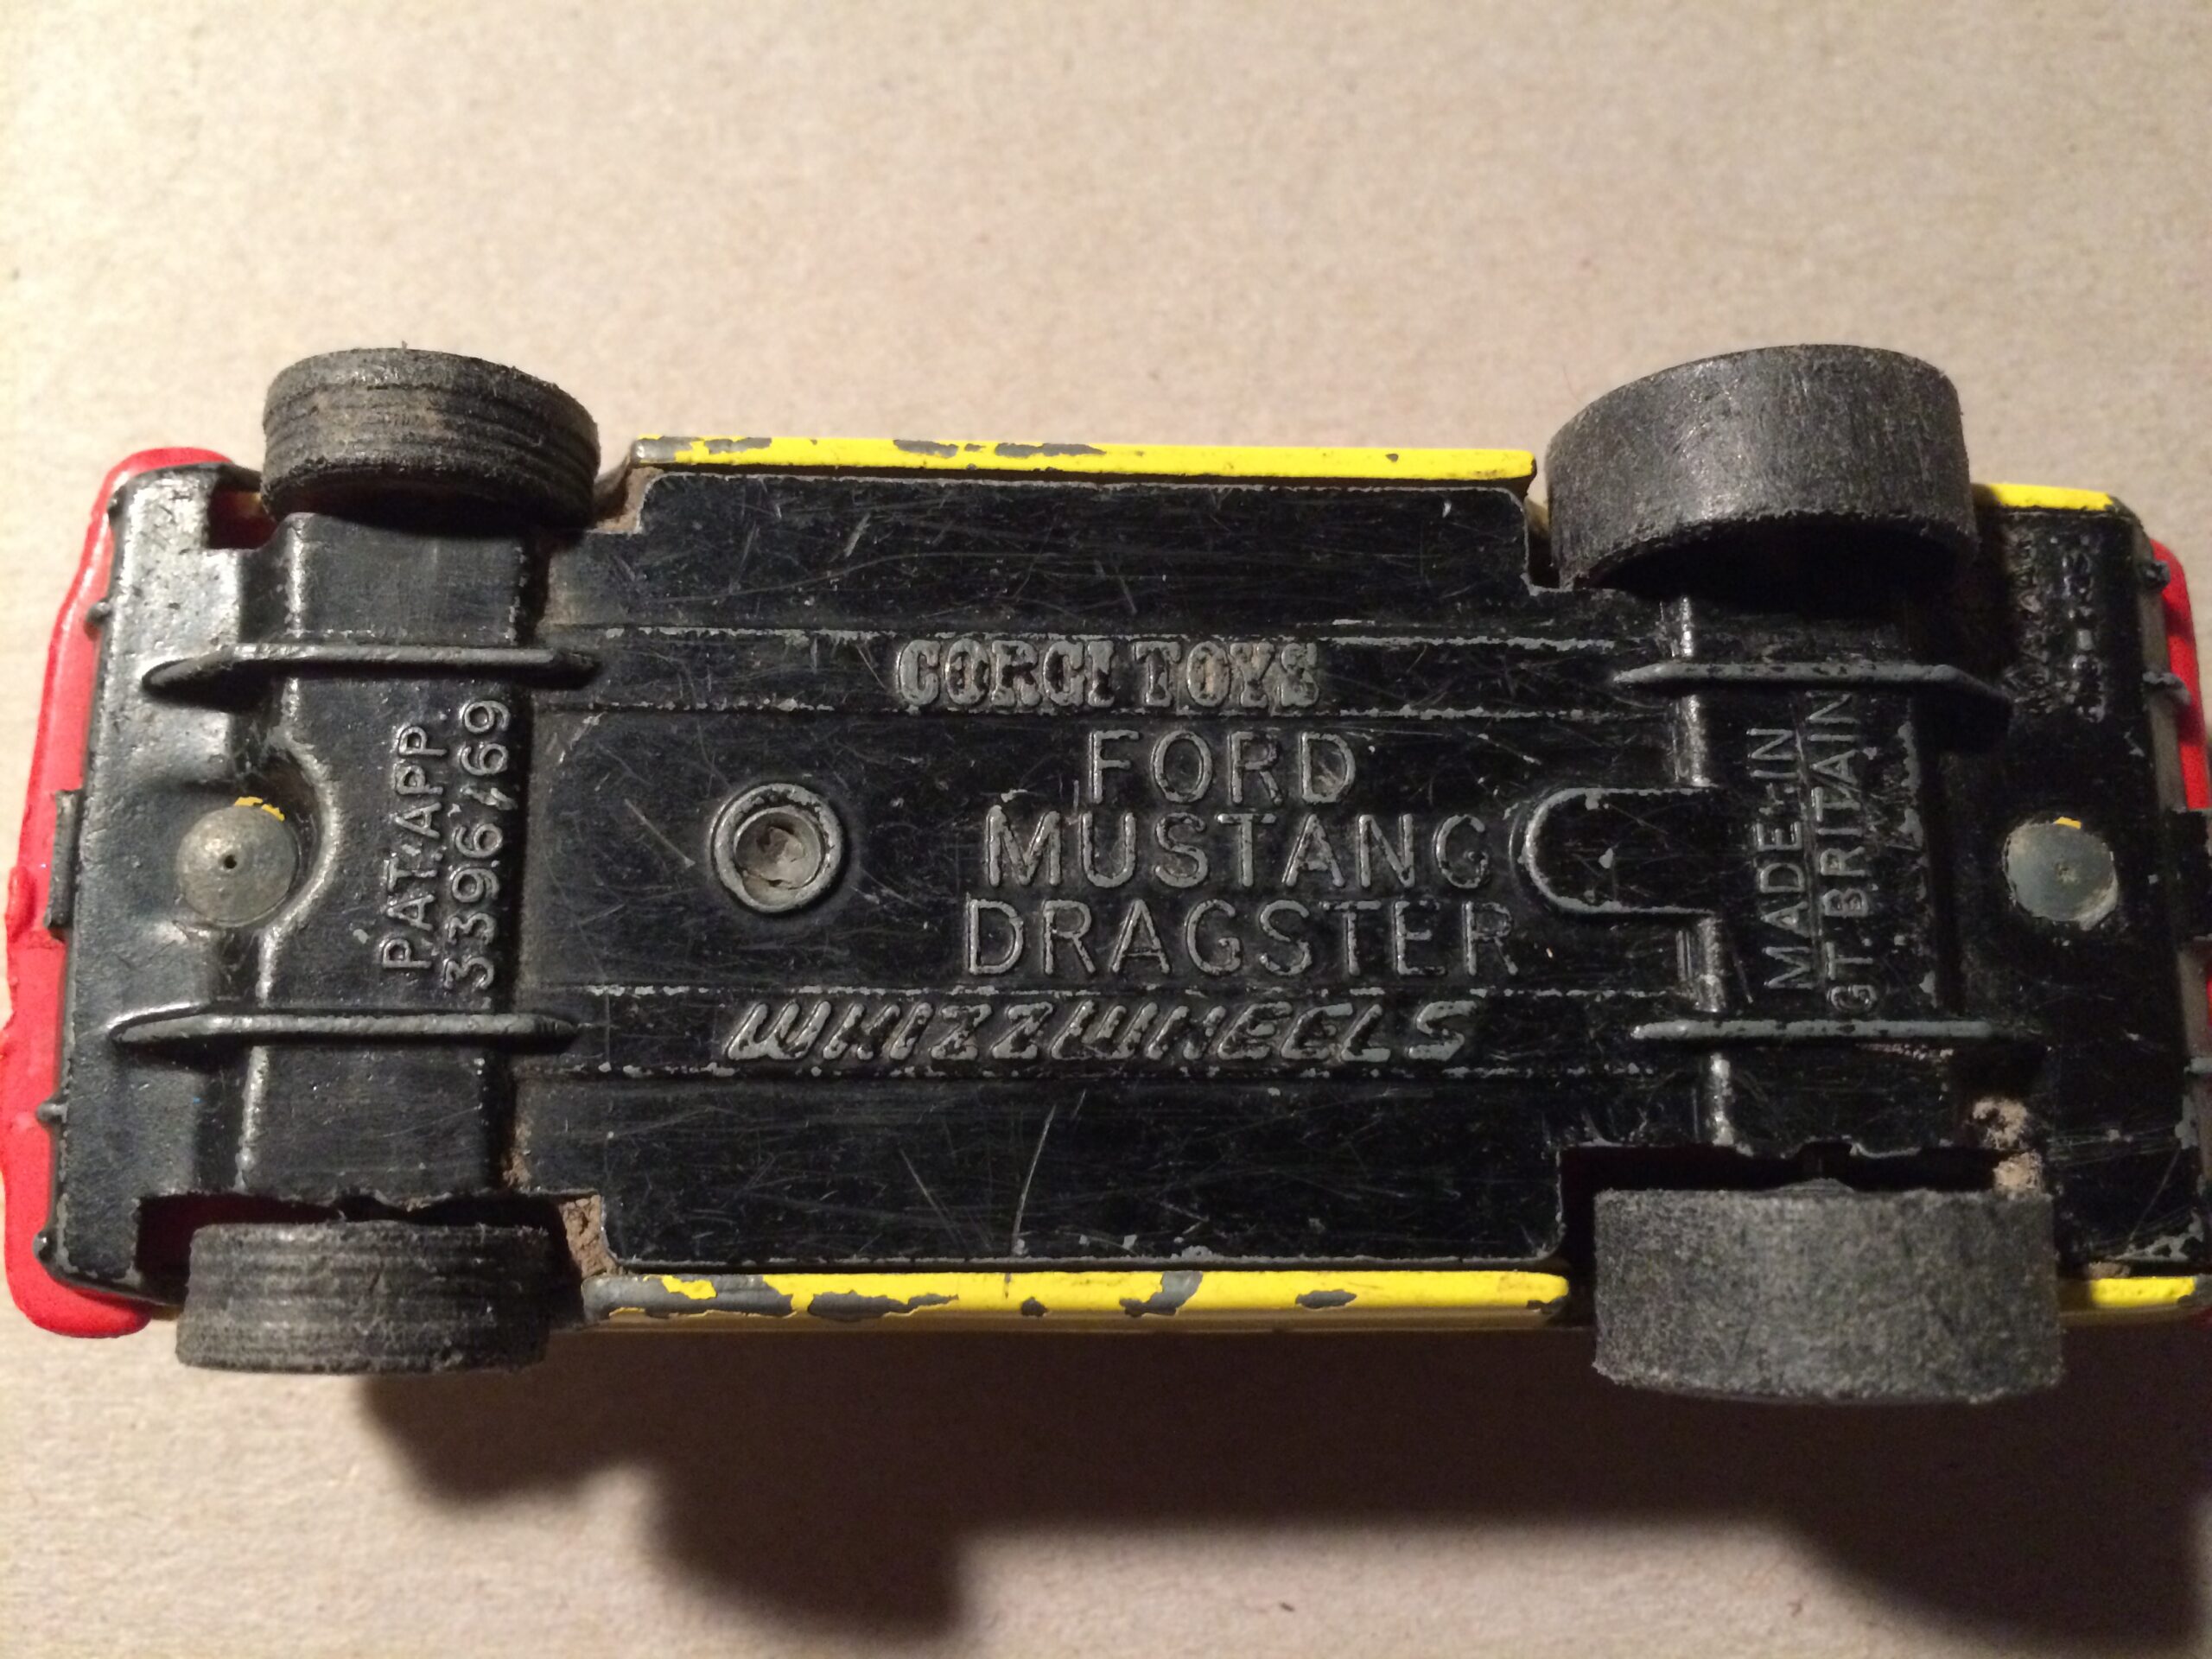 CORGI TOYS
FORD
MUSTANG
DRAGSTER
WHIZZWHEELS
PAT. APP.
3396/69
MADE IN
GT. BRITAIN